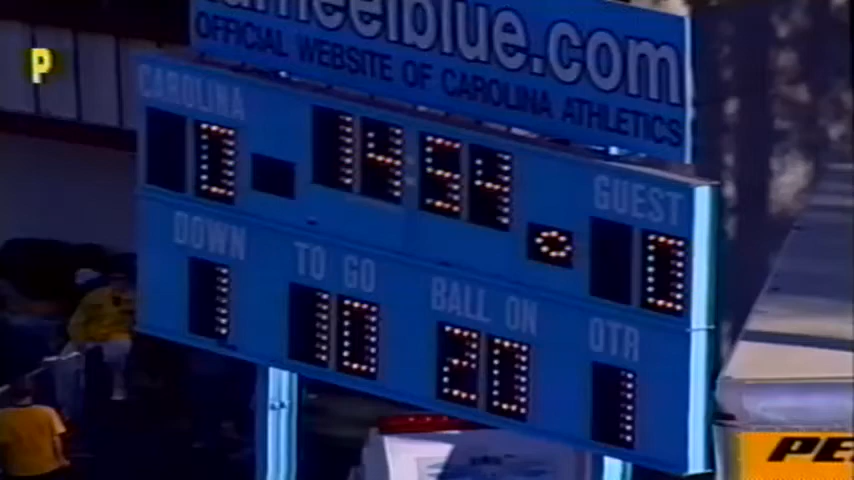 P
tarheelblue.com
OFFICIAL WEBSITE OF CAROLINA ATHLETICS
CAROLINA
0
14:54
GUEST
0
DOWN
1
TO GO
10
BALL ON
20
QTR
1
PE